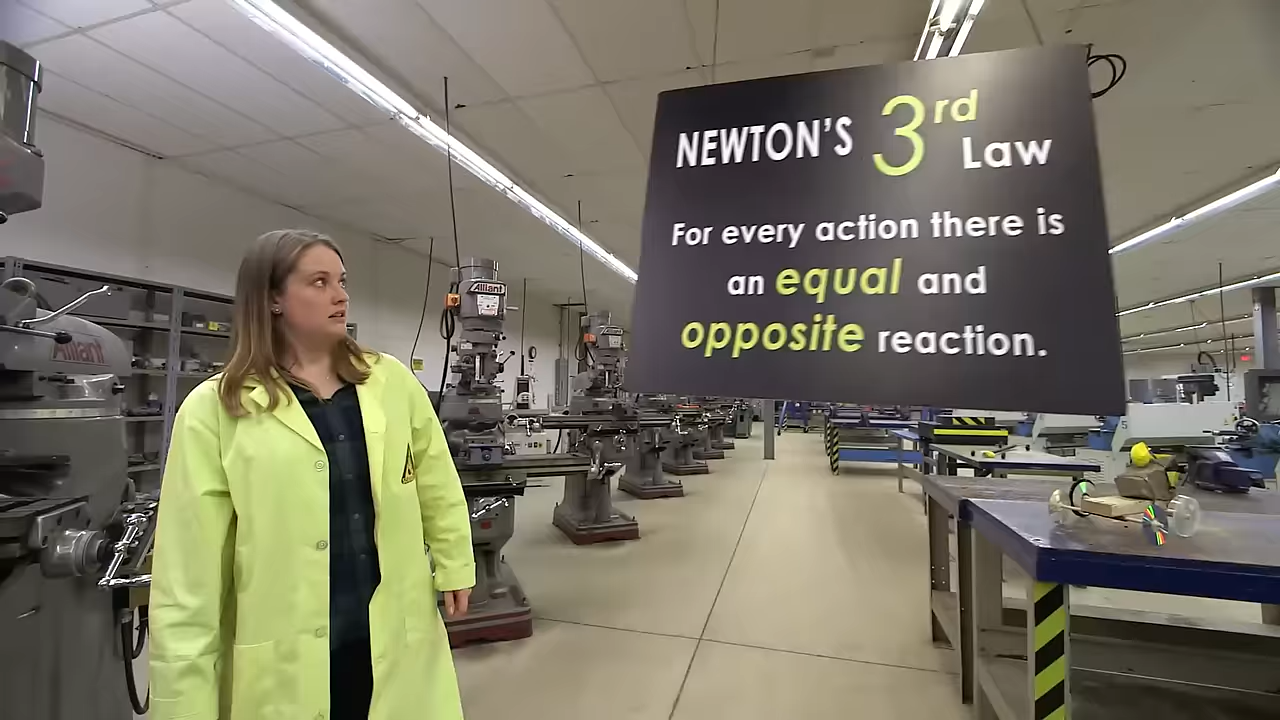 NEWTON'S 3rd Law
For every action there is
an equal and
opposite reaction.
Alliant
Alliant